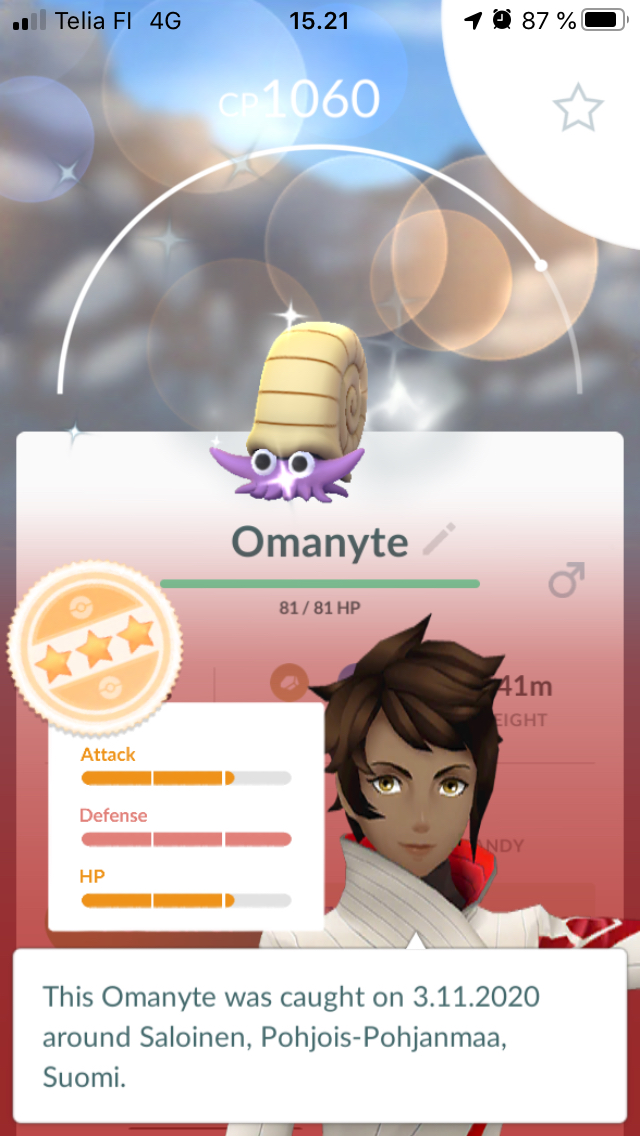 Telia FI 4G 15.21 87 %
CP1060
Omanyte
81 / 81 HP
41m
EIGHT
Attack
Defense
ANDY
HP
This Omanyte was caught on 3.11.2020
around Saloinen, Pohjois-Pohjanmaa,
Suomi.